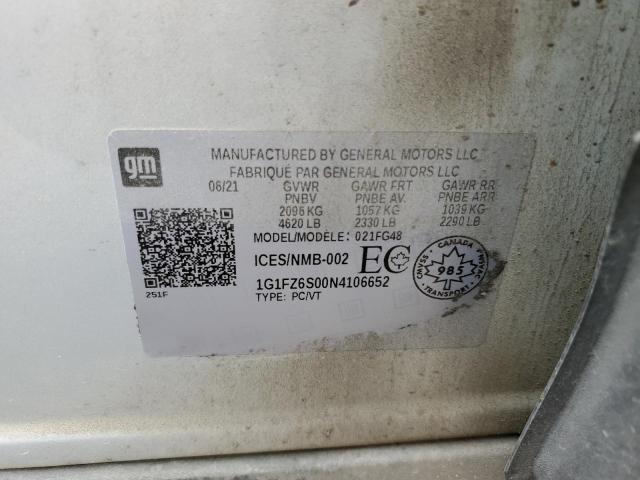 gm
MANUFACTURED BY GENERAL MOTORS LLC
FABRIQUÉ PAR GENERAL MOTORS LLC
06/21 GVWR GAWR FRT GAWR RR
PNBV PNBE AV. PNBE ARR
2096 KG 1057 KG 1039 KG
4620 LB 2330 LB 2290 LB
MODEL/MODÈLE: 021FG48
ICES/NMB-002 EC
CANADA
CMVSS 985 NSVAC
TRANSPORT
1G1FZ6S00N4106652
TYPE: PC/VT
251F